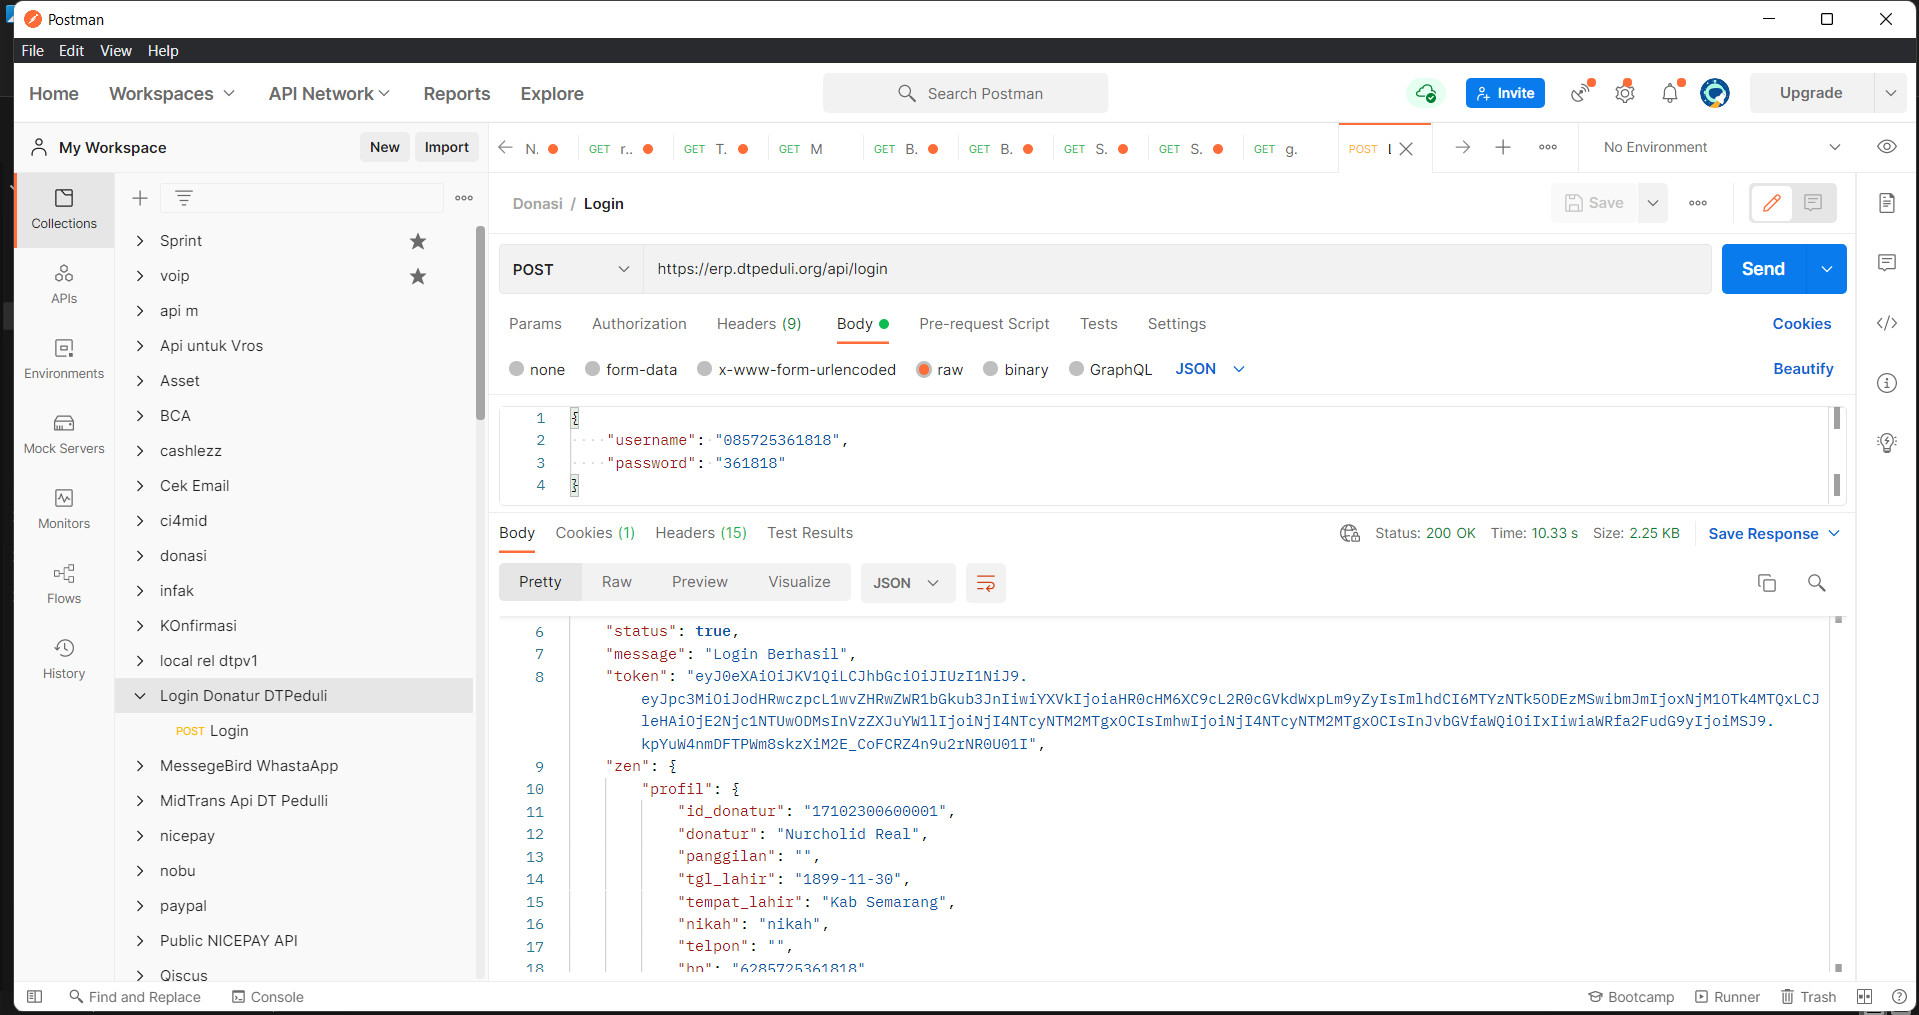 Postman
File Edit View Help
Home Workspaces API Network Reports Explore Search Postman Invite Upgrade
My Workspace New Import
N. GET r.. GET T. GET M GET B. GET B. GET S. GET S. GET g. POST L No Environment
Collections
APIs
Environments
Mock Servers
Monitors
Flows
History
Sprint
voip
api m
Api untuk Vros
Asset
BCA
cashlezz
Cek Email
ci4mid
donasi
infak
KOnfirmasi
local rel dtpv1
Login Donatur DTPeduli
POST Login
MessegeBird WhastaApp
MidTrans Api DT Pedulli
nicepay
nobu
paypal
Public NICEPAY API
Qiscus
Donasi / Login Save
POST https://erp.dtpeduli.org/api/login Send
Params Authorization Headers (9) Body Pre-request Script Tests Settings Cookies
none form-data x-www-form-urlencoded raw binary GraphQL JSON Beautify
1 {
2 "username": "085725361818",
3 "password": "361818"
4 }
Body Cookies (1) Headers (15) Test Results Status: 200 OK Time: 10.33 s Size: 2.25 KB Save Response
Pretty Raw Preview Visualize JSON
6 "status": true,
7 "message": "Login Berhasil",
8 "token": "eyJ0eXAiOiJKV1QiLCJhbGciOiJIUzI1NiJ9.
eyJpc3MiOiJodHRwczpcL1wvZHRwZWR1bGkub3JnIiwiYXVkIjoiaHR0cHM6XC9cL2R0cGVkdWxpLm9yZyIsImlhdCI6MTYzNTk5ODEzMSwibmJmIjoxNjM1OTk4MTQxLCJ
leHAiOjE2Njc1NTUwODMsInVzZXJuYW1lIjoiNjI4NTcyNTM2MTgxOCIsImhwIjoiNjI4NTcyNTM2MTgxOCIsInJvbGVfaWQiOiIxIiwiaWRfa2FudG9yIjoiMSJ9.
kpYuW4nmDFTPWm8skzXiM2E_CoFCRZ4n9u2rNR0U01I",
9 "zen": {
10 "profil": {
11 "id_donatur": "17102300600001",
12 "donatur": "Nurcholid Real",
13 "panggilan": "",
14 "tgl_lahir": "1899-11-30",
15 "tempat_lahir": "Kab Semarang",
16 "nikah": "nikah",
17 "telpon": "",
18 "hp": "6285725361818"
Find and Replace Console Bootcamp Runner Trash